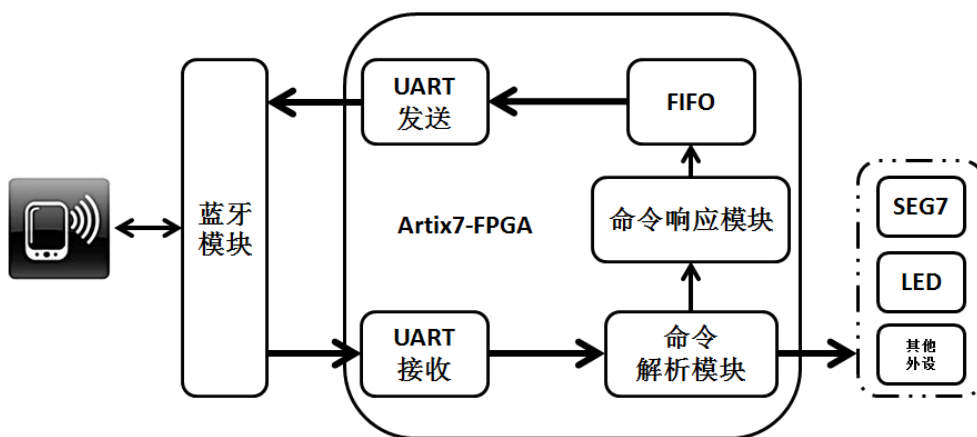 UART
发送
FIFO
蓝牙
模块
Artix7-FPGA
命令响应模块
SEG7
LED
UART
接收
命令
解析模块
其他
外设